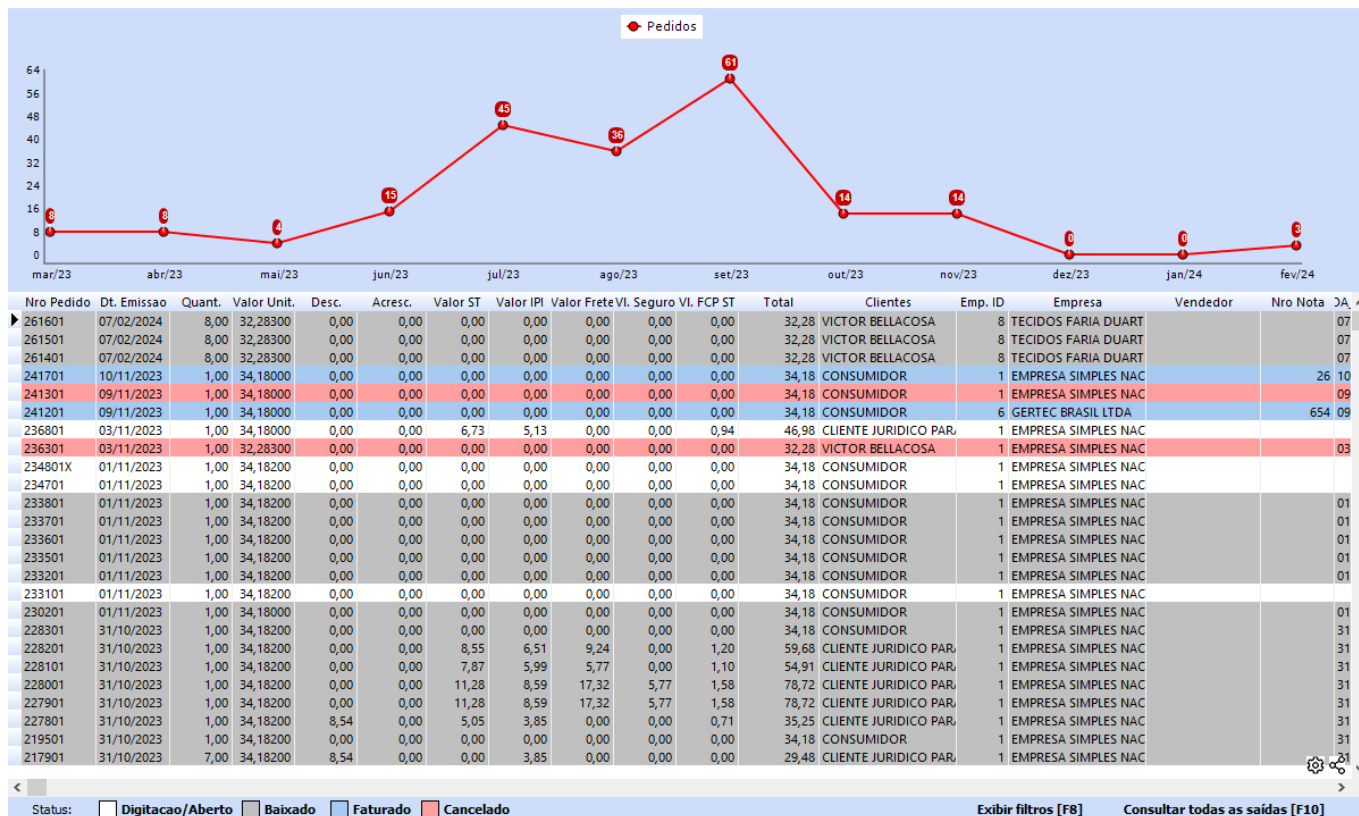 Pedidos
64
56
48
40
32
24
16
8
0
8 8 4 15 45 36 61 14 14 0 0 3
mar/23 abr/23 mai/23 jun/23 jul/23 ago/23 set/23 out/23 nov/23 dez/23 jan/24 fev/24
Nro Pedido Dt. Emissao Quant. Valor Unit. Desc. Acresc. Valor ST Valor IPI Valor Frete Vl. Seguro Vl. FCP ST Total Clientes Emp. ID Empresa Vendedor Nro Nota DA_
261601 07/02/2024 8,00 32,28300 0,00 0,00 0,00 0,00 0,00 0,00 0,00 32,28 VICTOR BELLACOSA 8 TECIDOS FARIA DUART 07
261501 07/02/2024 8,00 32,28300 0,00 0,00 0,00 0,00 0,00 0,00 0,00 32,28 VICTOR BELLACOSA 8 TECIDOS FARIA DUART 07
261401 07/02/2024 8,00 32,28300 0,00 0,00 0,00 0,00 0,00 0,00 0,00 32,28 VICTOR BELLACOSA 8 TECIDOS FARIA DUART 07
241701 10/11/2023 1,00 34,18000 0,00 0,00 0,00 0,00 0,00 0,00 0,00 34,18 CONSUMIDOR 1 EMPRESA SIMPLES NAC 26 10
241301 09/11/2023 1,00 34,18000 0,00 0,00 0,00 0,00 0,00 0,00 0,00 34,18 CONSUMIDOR 1 EMPRESA SIMPLES NAC 09
241201 09/11/2023 1,00 34,18000 0,00 0,00 0,00 0,00 0,00 0,00 0,00 34,18 CONSUMIDOR 6 GERTEC BRASIL LTDA 654 09
236801 03/11/2023 1,00 34,18000 0,00 0,00 6,73 5,13 0,00 0,00 0,94 46,98 CLIENTE JURIDICO PAR 1 EMPRESA SIMPLES NAC
236301 03/11/2023 1,00 32,28300 0,00 0,00 0,00 0,00 0,00 0,00 0,00 32,28 VICTOR BELLACOSA 1 EMPRESA SIMPLES NAC 03
234801X 01/11/2023 1,00 34,18200 0,00 0,00 0,00 0,00 0,00 0,00 0,00 34,18 CONSUMIDOR 1 EMPRESA SIMPLES NAC
234701 01/11/2023 1,00 34,18200 0,00 0,00 0,00 0,00 0,00 0,00 0,00 34,18 CONSUMIDOR 1 EMPRESA SIMPLES NAC
233801 01/11/2023 1,00 34,18200 0,00 0,00 0,00 0,00 0,00 0,00 0,00 34,18 CONSUMIDOR 1 EMPRESA SIMPLES NAC 01
233701 01/11/2023 1,00 34,18200 0,00 0,00 0,00 0,00 0,00 0,00 0,00 34,18 CONSUMIDOR 1 EMPRESA SIMPLES NAC 01
233601 01/11/2023 1,00 34,18200 0,00 0,00 0,00 0,00 0,00 0,00 0,00 34,18 CONSUMIDOR 1 EMPRESA SIMPLES NAC 01
233501 01/11/2023 1,00 34,18200 0,00 0,00 0,00 0,00 0,00 0,00 0,00 34,18 CONSUMIDOR 1 EMPRESA SIMPLES NAC 01
233201 01/11/2023 1,00 34,18200 0,00 0,00 0,00 0,00 0,00 0,00 0,00 34,18 CONSUMIDOR 1 EMPRESA SIMPLES NAC 01
233101 01/11/2023 1,00 34,18200 0,00 0,00 0,00 0,00 0,00 0,00 0,00 34,18 CONSUMIDOR 1 EMPRESA SIMPLES NAC
230201 01/11/2023 1,00 34,18000 0,00 0,00 0,00 0,00 0,00 0,00 0,00 34,18 CONSUMIDOR 1 EMPRESA SIMPLES NAC 01
228301 31/10/2023 1,00 34,18200 0,00 0,00 0,00 0,00 0,00 0,00 0,00 34,18 CONSUMIDOR 1 EMPRESA SIMPLES NAC 31
228201 31/10/2023 1,00 34,18200 0,00 0,00 8,55 6,51 9,24 0,00 1,20 59,68 CLIENTE JURIDICO PAR 1 EMPRESA SIMPLES NAC 31
228101 31/10/2023 1,00 34,18200 0,00 0,00 7,87 5,99 5,77 0,00 1,10 54,91 CLIENTE JURIDICO PAR 1 EMPRESA SIMPLES NAC 31
228001 31/10/2023 1,00 34,18200 0,00 0,00 11,28 8,59 17,32 5,77 1,58 78,72 CLIENTE JURIDICO PAR 1 EMPRESA SIMPLES NAC 31
227901 31/10/2023 1,00 34,18200 0,00 0,00 11,28 8,59 17,32 5,77 1,58 78,72 CLIENTE JURIDICO PAR 1 EMPRESA SIMPLES NAC 31
227801 31/10/2023 1,00 34,18200 8,54 0,00 5,05 3,85 0,00 0,00 0,71 35,25 CLIENTE JURIDICO PAR 1 EMPRESA SIMPLES NAC 31
219501 31/10/2023 1,00 34,18200 0,00 0,00 0,00 0,00 0,00 0,00 0,00 34,18 CONSUMIDOR 1 EMPRESA SIMPLES NAC 31
217901 31/10/2023 7,00 34,18200 8,54 0,00 0,00 3,85 0,00 0,00 0,00 29,48 CLIENTE JURIDICO PAR 1 EMPRESA SIMPLES NAC 31
Status: Digitacao/Aberto Baixado Faturado Cancelado Exibir filtros [F8] Consultar todas as saídas [F10]